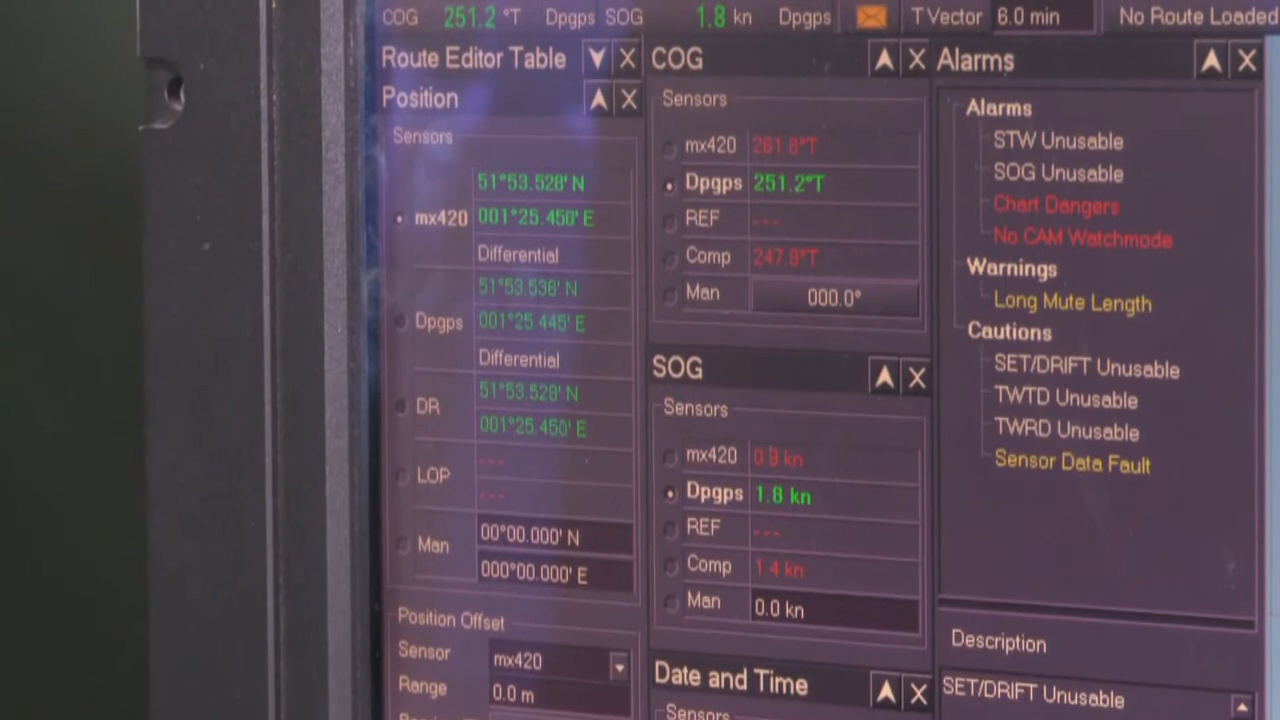 COG 251.2 °T Dpgps SOG 1.8 kn Dpgps T Vector 6.0 min No Route Loaded
Route Editor Table
Position
Sensors
mx420
51°53.528' N
001°25.450' E
Differential
Dpgps
51°53.536' N
001°25.445' E
Differential
DR
51°53.528' N
001°25.450' E
LOP
---
---
Man
00°00.000' N
000°00.000' E
Position Offset
Sensor mx420
Range 0.0 m
COG
Sensors
mx420
Dpgps 251.2°T
REF ---
Comp 247.9°T
Man 000.0°
SOG
Sensors
mx420 0.9 kn
Dpgps 1.8 kn
REF ---
Comp 1.4 kn
Man 0.0 kn
Date and Time
Sensors
Alarms
Alarms
STW Unusable
SOG Unusable
Chart Dangers
No CAM Watchmode
Warnings
Long Mute Length
Cautions
SET/DRIFT Unusable
TWTD Unusable
TWRD Unusable
Sensor Data Fault
Description
SET/DRIFT Unusable